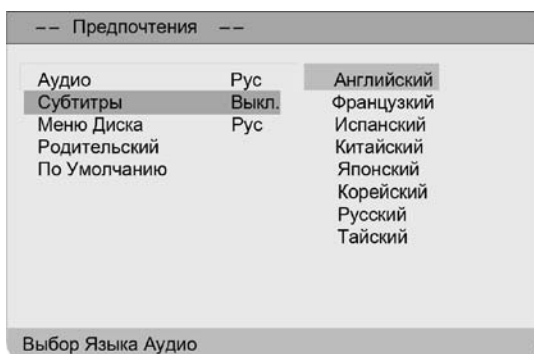 -- Предпочтения --
Аудио Рус Английский
Субтитры Выкл. Французкий
Меню Диска Рус Испанский
Родительский Китайский
По Умолчанию Японский
Корейский
Русский
Тайский
Выбор Языка Аудио